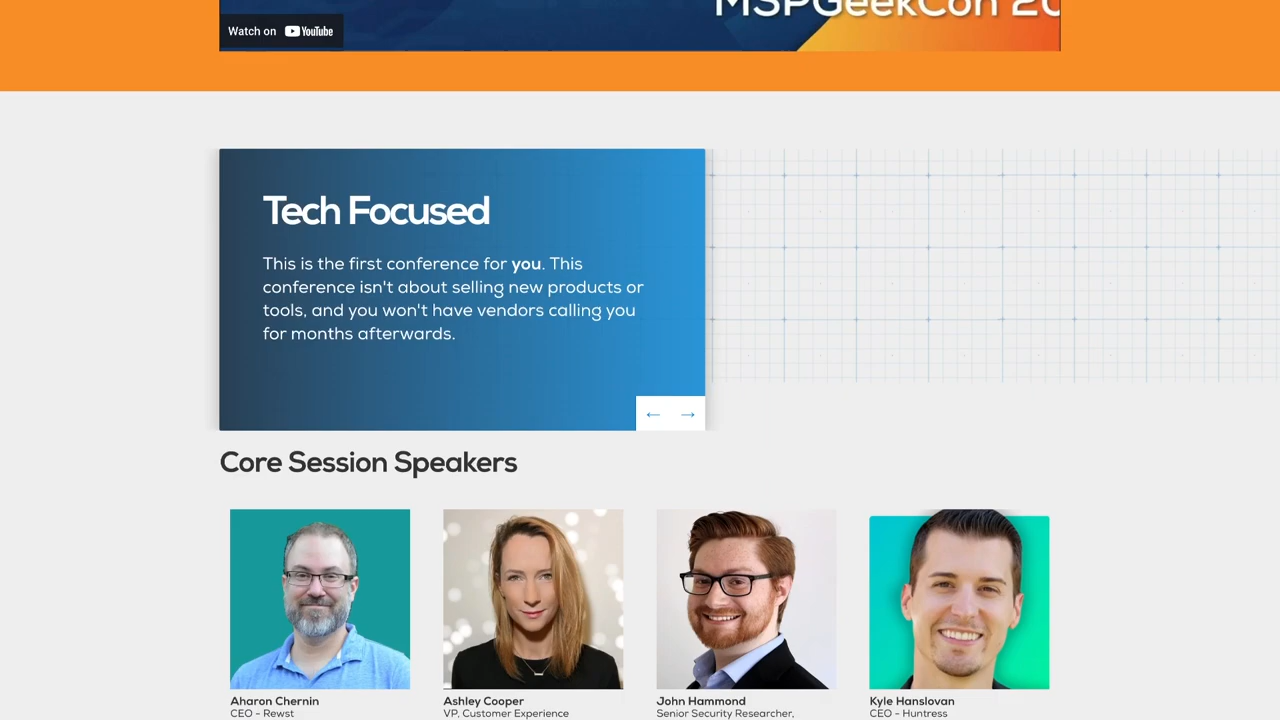 MSPGeekCon 20
Watch on YouTube
Tech Focused
This is the first conference for you. This
conference isn't about selling new products or
tools, and you won't have vendors calling you
for months afterwards.
← →
Core Session Speakers
Aharon Chernin
CEO - Rewst
Ashley Cooper
VP, Customer Experience
John Hammond
Senior Security Researcher,
Kyle Hanslovan
CEO - Huntress